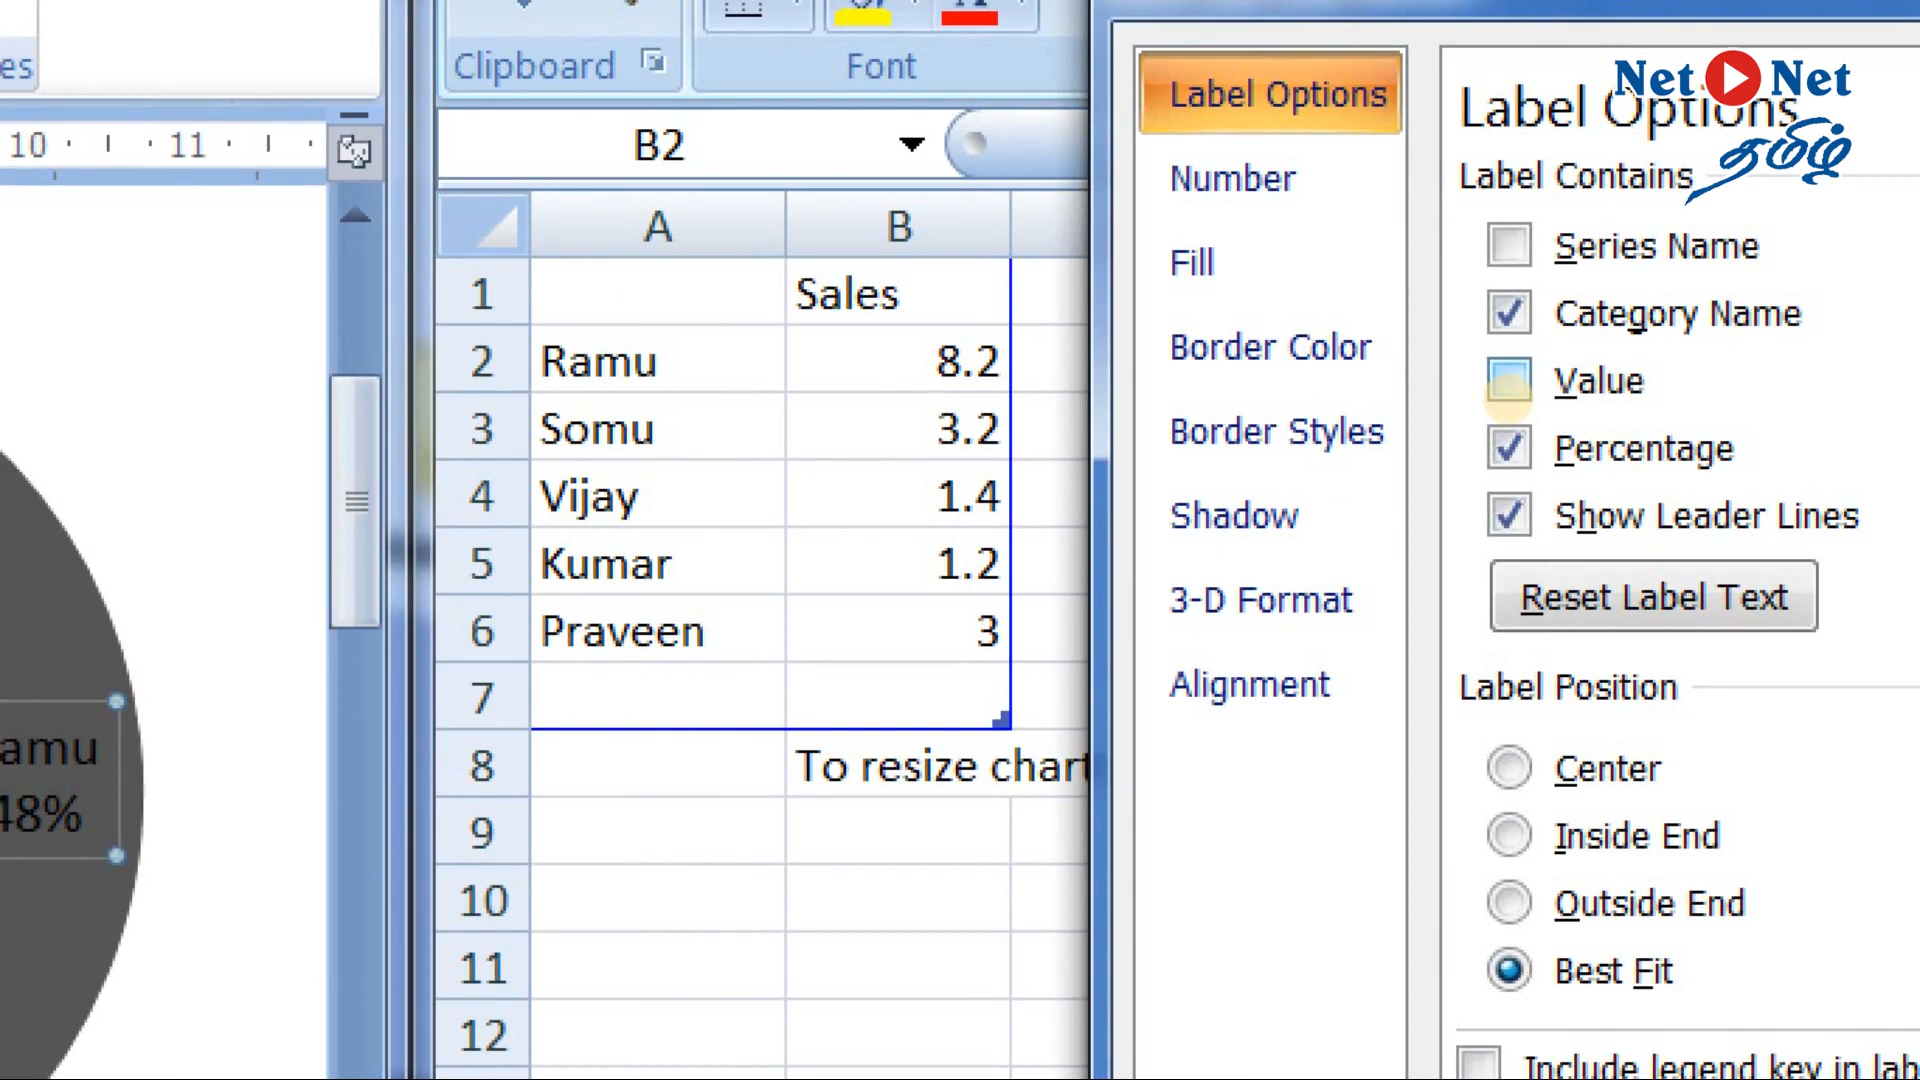 es
10
11
amu
48%
Clipboard
Font
B2
A B
1 Sales
2 Ramu 8.2
3 Somu 3.2
4 Vijay 1.4
5 Kumar 1.2
6 Praveen 3
7
8 To resize chart
9
10
11
12
Label Options
Number
Fill
Border Color
Border Styles
Shadow
3-D Format
Alignment
Net Net
தமிழ்
Label Options
Label Contains
Series Name
Category Name
Value
Percentage
Show Leader Lines
Reset Label Text
Label Position
Center
Inside End
Outside End
Best Fit
Include legend key in lab